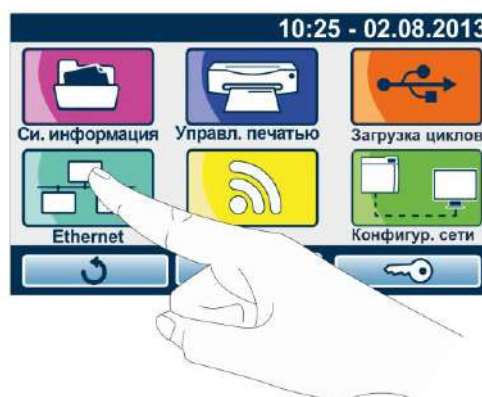 10:25 - 02.08.2013
Си. информация Управл. печатью Загрузка циклов
Ethernet Конфигур. сети